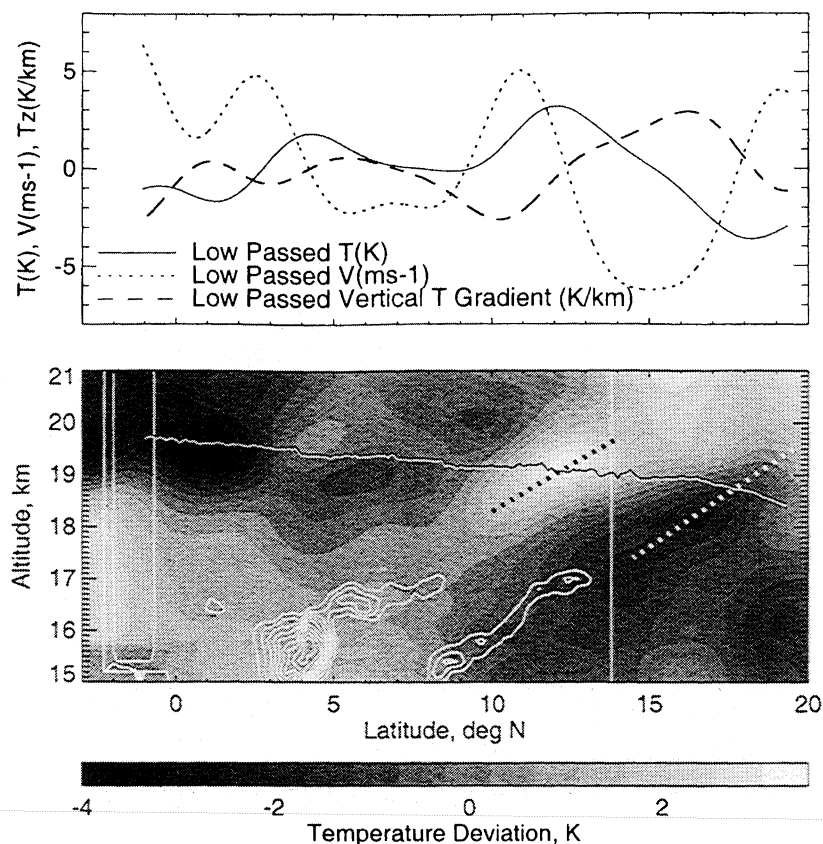 T(K), V(ms-1), Tz(K/km)
5
0
-5
Low Passed T(K)
Low Passed V(ms-1)
Low Passed Vertical T Gradient (K/km)
Altitude, km
21
20
19
18
17
16
15
0 5 10 15 20
Latitude, deg N
-4 -2 0 2
Temperature Deviation, K